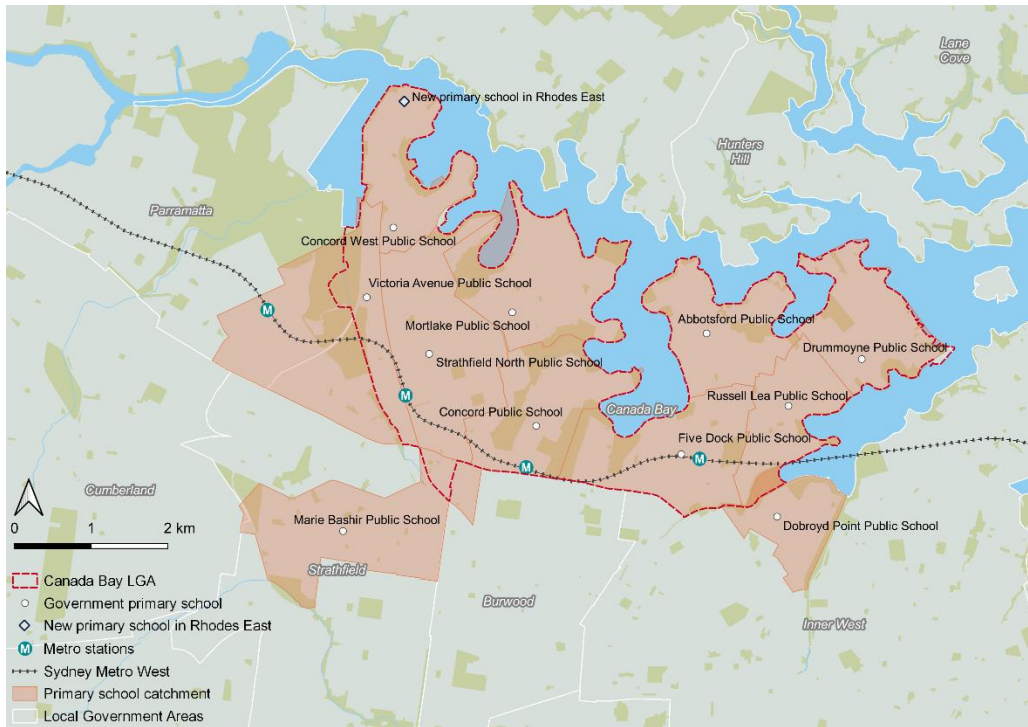 Lane
Cove
New primary school in Rhodes East
Hunters
Hill
Parramatta
Concord West Public School
Victoria Avenue Public School
Mortlake Public School
Abbotsford Public School
Drummoyne Public School
Strathfield North Public School
M
Russell Lea Public School
M
Canada Bay
Concord Public School
Five Dock Public School
M
M
Cumberland
0 1 2 km
Marie Bashir Public School
Dobroyd Point Public School
Strathfield
Burwood
Inner West
Canada Bay LGA
Government primary school
New primary school in Rhodes East
M Metro stations
Sydney Metro West
Primary school catchment
Local Government Areas